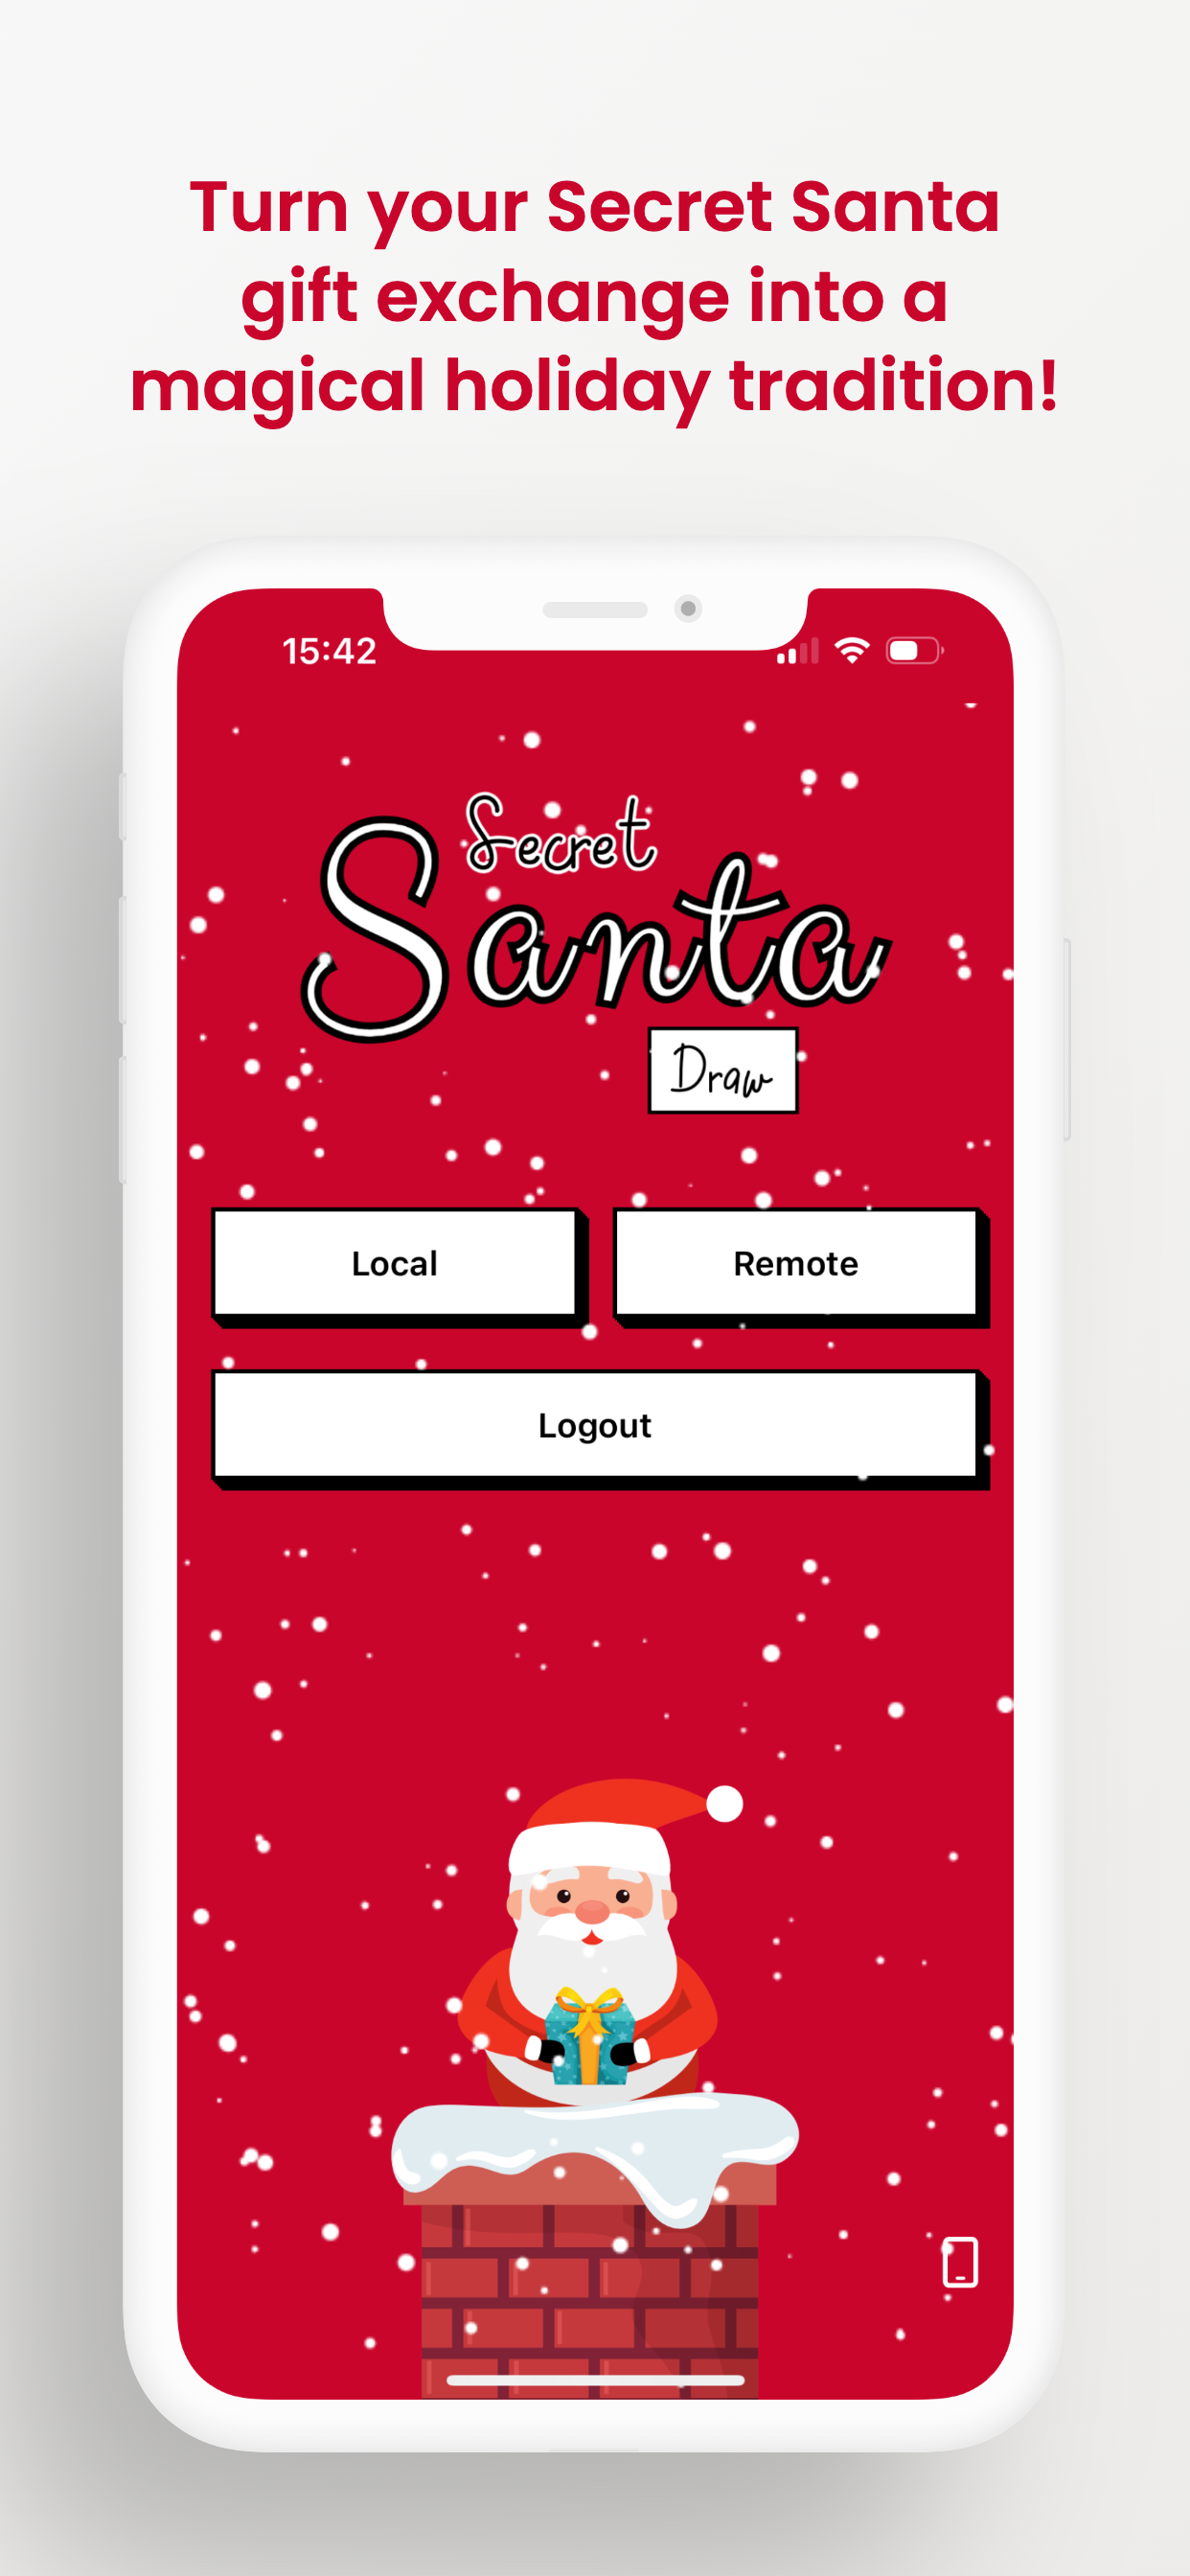 Turn your Secret Santa
gift exchange into a
magical holiday tradition!
15:42
Secret
Santa
Draw
Local Remote
Logout